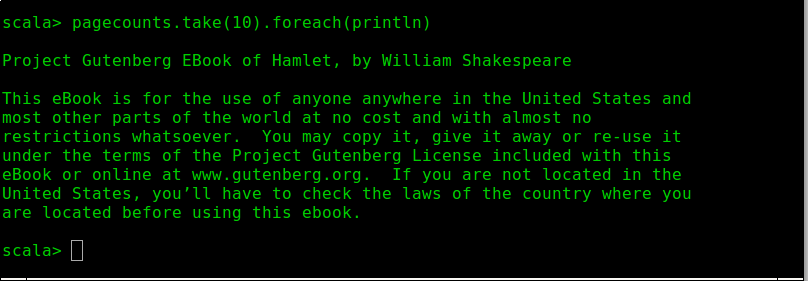 scala> pagecounts.take(10).foreach(println)
Project Gutenberg EBook of Hamlet, by William Shakespeare
This eBook is for the use of anyone anywhere in the United States and
most other parts of the world at no cost and with almost no
restrictions whatsoever.  You may copy it, give it away or re-use it
under the terms of the Project Gutenberg License included with this
eBook or online at www.gutenberg.org.  If you are not located in the
United States, you’ll have to check the laws of the country where you
are located before using this ebook.
scala>